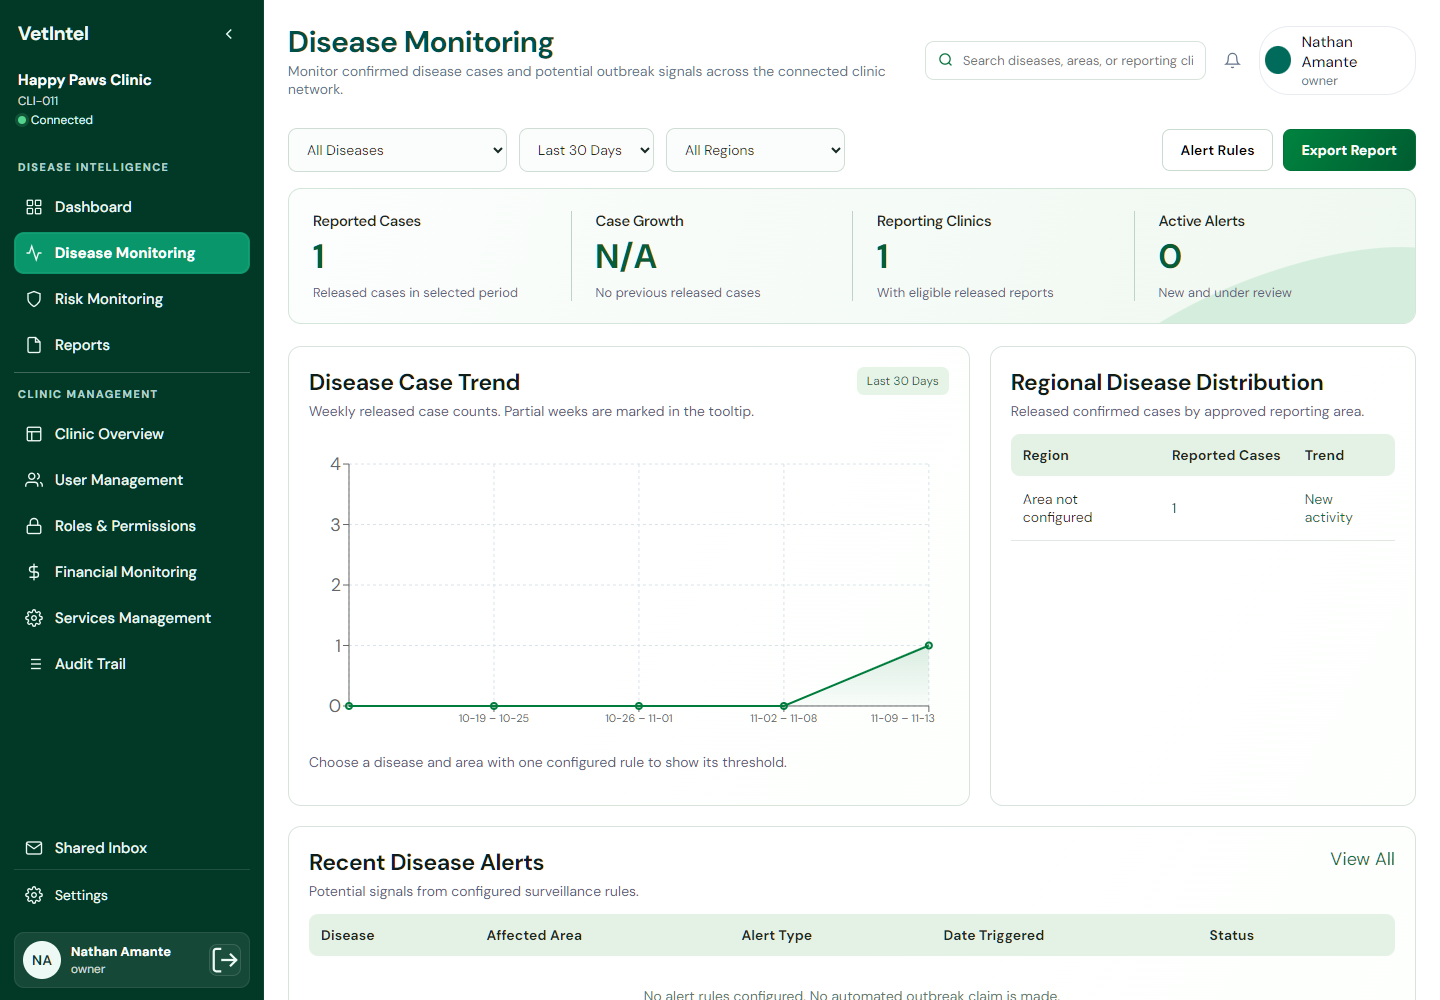 VetIntel
Happy Paws Clinic
CLI-011
Connected
DISEASE INTELLIGENCE
Dashboard
Disease Monitoring
Risk Monitoring
Reports
CLINIC MANAGEMENT
Clinic Overview
User Management
Roles & Permissions
Financial Monitoring
Services Management
Audit Trail
Shared Inbox
Settings
NA
Nathan Amante
owner
Disease Monitoring
Monitor confirmed disease cases and potential outbreak signals across the connected clinic
network.
Search diseases, areas, or reporting cli
Nathan
Amante
owner
All Diseases
Last 30 Days
All Regions
Alert Rules
Export Report
Reported Cases
1
Released cases in selected period
Case Growth
N/A
No previous released cases
Reporting Clinics
1
With eligible released reports
Active Alerts
0
New and under review
Disease Case Trend
Last 30 Days
Weekly released case counts. Partial weeks are marked in the tooltip.
4
3
2
1
0
10-19 – 10-25
10-26 – 11-01
11-02 – 11-08
11-09 – 11-13
Choose a disease and area with one configured rule to show its threshold.
Regional Disease Distribution
Released confirmed cases by approved reporting area.
Region
Reported Cases
Trend
Area not
configured
1
New
activity
Recent Disease Alerts
View All
Potential signals from configured surveillance rules.
Disease
Affected Area
Alert Type
Date Triggered
Status
No alert rules configured. No automated outbreak claim is made.